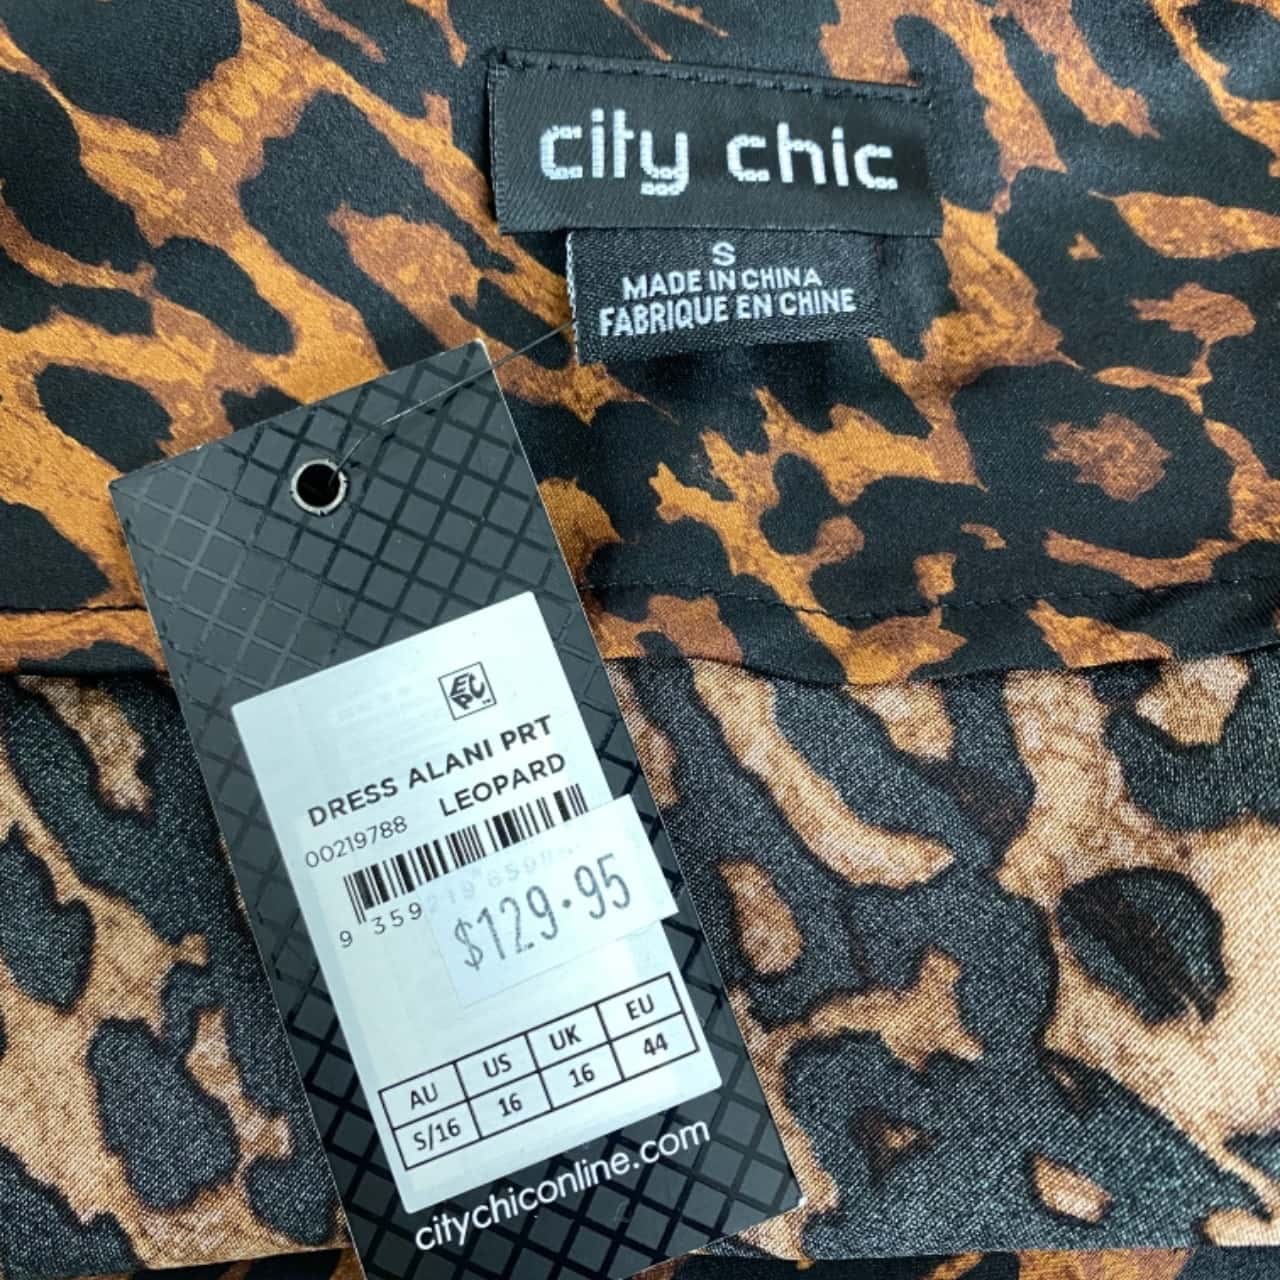 city chic
S
MADE IN CHINA
FABRIQUE EN CHINE
DRESS ALANI PRT
LEOPARD
00219788
9 359219
$129.95
AU US UK EU
S/16 16 16 44
citychiconline.com